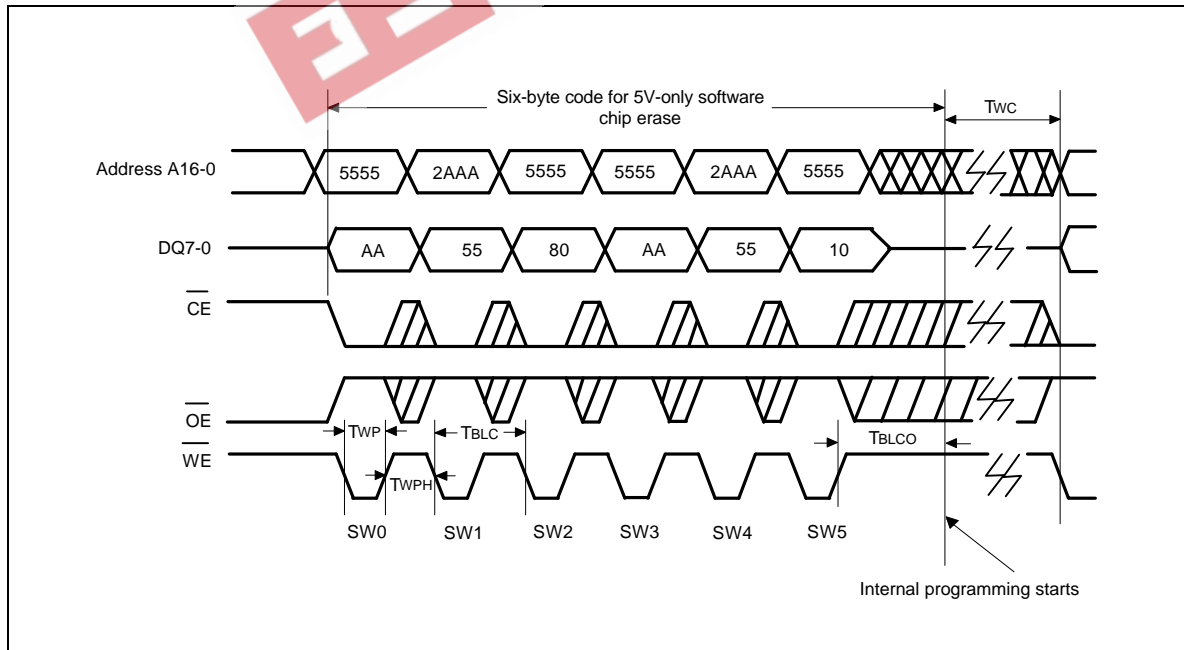 Six-byte code for 5V-only software
chip erase
TWC
Address A16-0
5555 2AAA 5555 5555 2AAA 5555
DQ7-0
AA 55 80 AA 55 10
CE
OE
TWP TBLC TBLCO
WE
TWPH
SW0 SW1 SW2 SW3 SW4 SW5
Internal programming starts